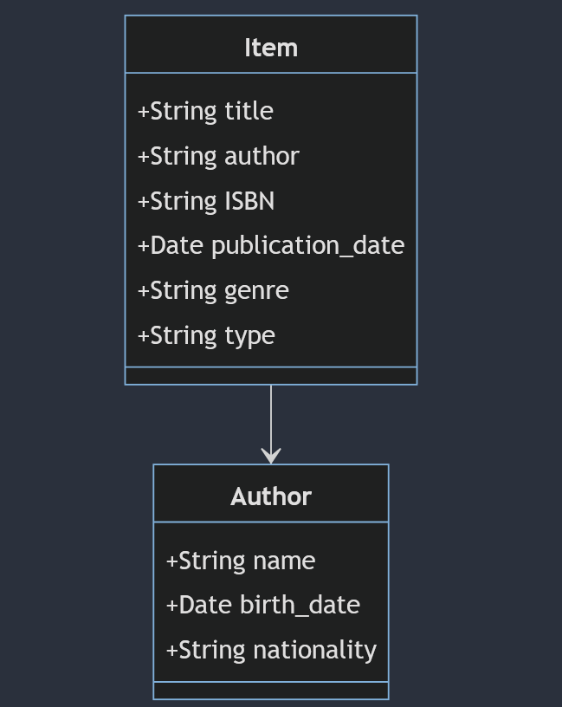 Item
+String title
+String author
+String ISBN
+Date publication_date
+String genre
+String type
Author
+String name
+Date birth_date
+String nationality